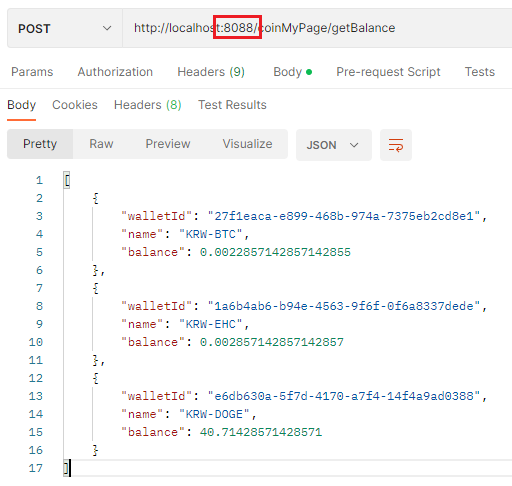 POST http://localhost:8088/coinMyPage/getBalance
Params Authorization Headers (9) Body Pre-request Script Tests
Body Cookies Headers (8) Test Results
Pretty Raw Preview Visualize JSON
1 [
2 {
3 "walletId": "27f1eaca-e899-468b-974a-7375eb2cd8e1",
4 "name": "KRW-BTC",
5 "balance": 0.0022857142857142855
6 },
7 {
8 "walletId": "1a6b4ab6-b94e-4563-9f6f-0f6a8337dede",
9 "name": "KRW-EHC",
10 "balance": 0.002857142857142857
11 },
12 {
13 "walletId": "e6db630a-5f7d-4170-a7f4-14f4a9ad0388",
14 "name": "KRW-DOGE",
15 "balance": 40.71428571428571
16 }
17 ]